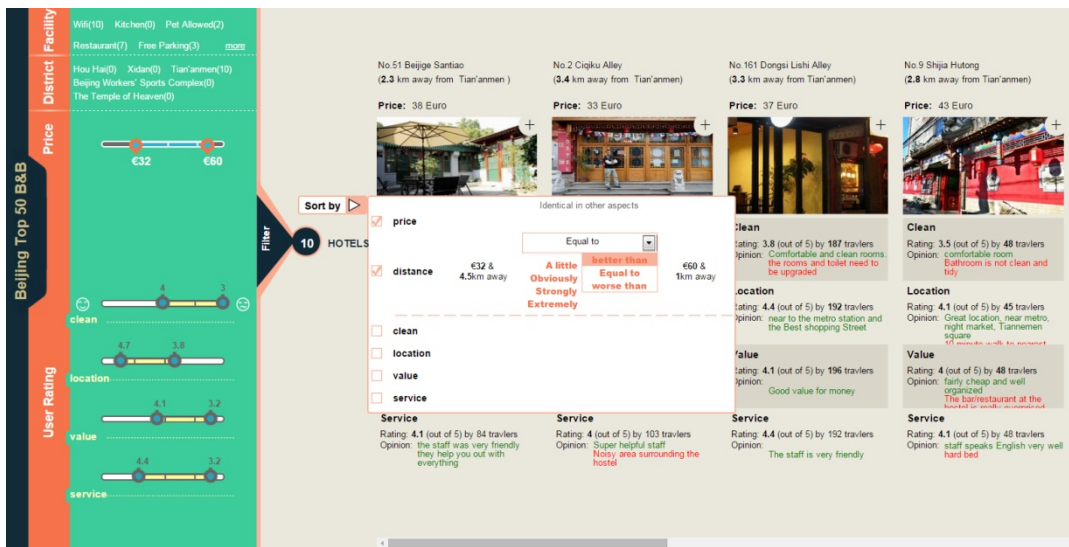 Beijing Top 50 B&B
Facility
Wifi(10) Kitchen(0) Pet Allowed(2)
Restaurant(7) Free Parking(3) more
District
Hou Hai(0) Xidan(0) Tian'anmen(10)
Beijing Workers' Sports Complex(0)
The Temple of Heaven(0)
Price
€32 €60
User Rating
4 3
clean
4.7 3.8
location
4.1 3.2
value
4.4 3.2
service
Filter
10 HOTELS
Sort by
No.51 Beijige Santiao
(2.3 km away from Tian'anmen )
Price: 38 Euro
No.2 Ciqiku Alley
(3.4 km away from Tian'anmen)
Price: 33 Euro
No.161 Dongsi Lishi Alley
(3.3 km away from Tian'anmen)
Price: 37 Euro
No.9 Shijia Hutong
(2.8 km away from Tian'anmen)
Price: 43 Euro
Identical in other aspects
price
distance
€32 &
4.5km away
Equal to
A little
Obviously
Strongly
Extremely
better than
Equal to
worse than
€60 &
1km away
clean
location
value
service
Service
Rating: 4.1 (out of 5) by 84 travlers
Opinion: the staff was very friendly
they help you out with
everything
Service
Rating: 4 (out of 5) by 103 travlers
Opinion: Super helpful staff
Noisy area surrounding the
hostel
Clean
Rating: 3.8 (out of 5) by 187 travlers
Opinion: Comfortable and clean rooms.
the rooms and toilet need to
be upgraded
Location
Rating: 4.4 (out of 5) by 192 travlers
Opinion: near to the metro station and
the Best shopping Street
Value
Rating: 4.1 (out of 5) by 196 travlers
Opinion:
Good value for money
Service
Rating: 4.4 (out of 5) by 192 travlers
Opinion:
The staff is very friendly
Clean
Rating: 3.5 (out of 5) by 48 travlers
Opinion: comfortable room
Bathroom is not clean and
tidy
Location
Rating: 4.1 (out of 5) by 45 travlers
Opinion: Great location, near metro,
night market, Tiannemen
square
10 minute walk to nearest
Value
Rating: 4 (out of 5) by 48 travlers
Opinion: fairly cheap and well
organized
The bar/restaurant at the
hostel is really overpriced
Service
Rating: 4.1 (out of 5) by 48 travlers
Opinion: staff speaks English very well
hard bed